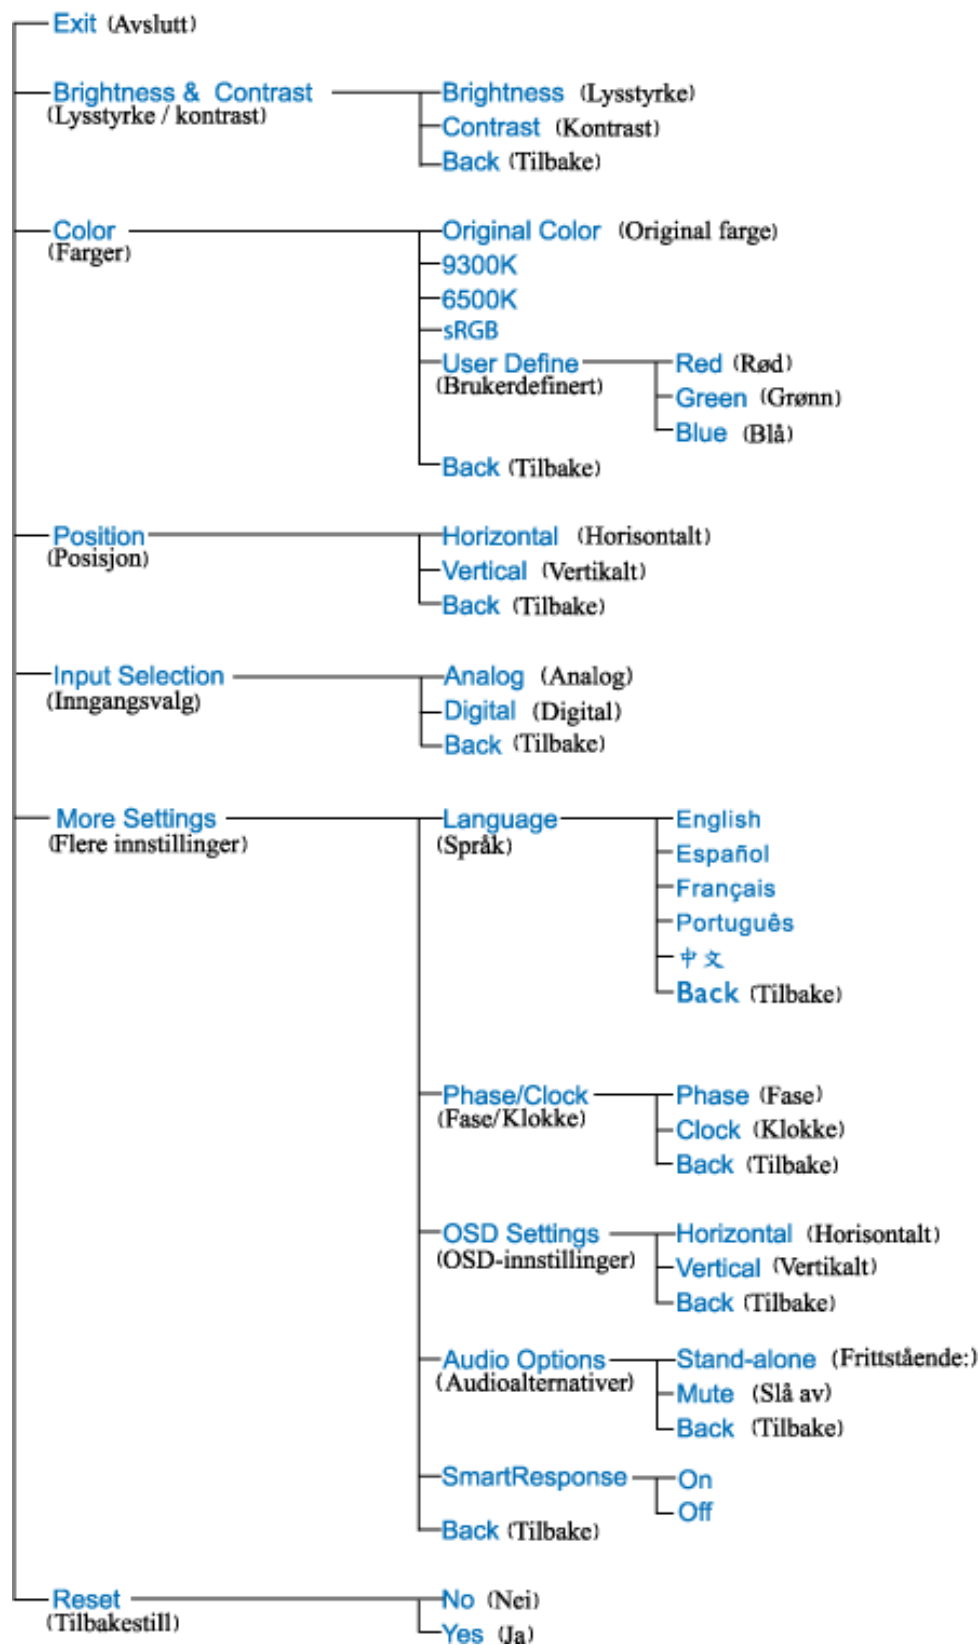 Exit (Avslutt)
Brightness & Contrast
(Lysstyrke / kontrast)
Brightness (Lysstyrke)
Contrast (Kontrast)
Back (Tilbake)
Color
(Farger)
Original Color (Original farge)
9300K
6500K
sRGB
User Define
(Brukerdefinert)
Red (Rød)
Green (Grønn)
Blue (Blå)
Back (Tilbake)
Position
(Posisjon)
Horizontal (Horisontalt)
Vertical (Vertikalt)
Back (Tilbake)
Input Selection
(Inngangsvalg)
Analog (Analog)
Digital (Digital)
Back (Tilbake)
More Settings
(Flere innstillinger)
Language
(Språk)
English
Español
Français
Português
中文
Back (Tilbake)
Phase/Clock
(Fase/Klokke)
Phase (Fase)
Clock (Klokke)
Back (Tilbake)
OSD Settings
(OSD-innstillinger)
Horizontal (Horisontalt)
Vertical (Vertikalt)
Back (Tilbake)
Audio Options
(Audioalternativer)
Stand-alone (Frittstående:)
Mute (Slå av)
Back (Tilbake)
SmartResponse
On
Off
Back (Tilbake)
Reset
(Tilbakestill)
No (Nei)
Yes (Ja)